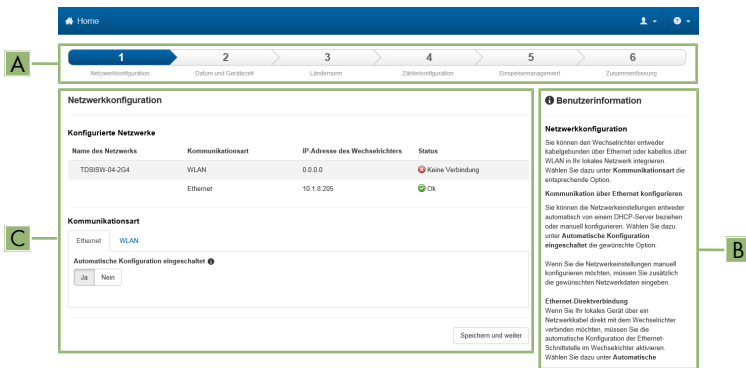 Home
A
1 2 3 4 5 6
Netzwerkkonfiguration Datum und Gerätezeit Ländernorm Zählerkonfiguration Einspeisemanagement Zusammenfassung
C
Netzwerkkonfiguration
Konfigurierte Netzwerke
Name des Netzwerks Kommunikationsart IP-Adresse des Wechselrichters Status
TDSISW-04-2G4 WLAN 0.0.0.0 Keine Verbindung
Ethernet 10.1.8.205 Ok
Kommunikationsart
Ethernet WLAN
Automatische Konfiguration eingeschaltet
Ja Nein
Speichern und weiter
B
Benutzerinformation
Netzwerkkonfiguration
Sie können den Wechselrichter entweder
kabelgebunden über Ethernet oder kabellos über
WLAN in Ihr lokales Netzwerk integrieren.
Wählen Sie dazu unter Kommunikationsart die
entsprechende Option.
Kommunikation über Ethernet konfigurieren
Sie können die Netzwerkeinstellungen entweder
automatisch von einem DHCP-Server beziehen
oder manuell konfigurieren. Wählen Sie dazu
unter Automatische Konfiguration
eingeschaltet die gewünschte Option.
Wenn Sie die Netzwerkeinstellungen manuell
konfigurieren möchten, müssen Sie zusätzlich
die gewünschten Netzwerkdaten eingeben.
Ethernet-Direktverbindung
Wenn Sie Ihr lokales Gerät über ein
Netzwerkkabel direkt mit dem Wechselrichter
verbinden möchten, müssen Sie die
automatische Konfiguration der Ethernet-
Schnittstelle im Wechselrichter aktivieren.
Wählen Sie dazu unter Automatische